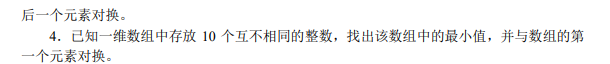 后一个元素对换。
4．已知一维数组中存放 10 个互不相同的整数，找出该数组中的最小值，并与数组的第
一个元素对换。